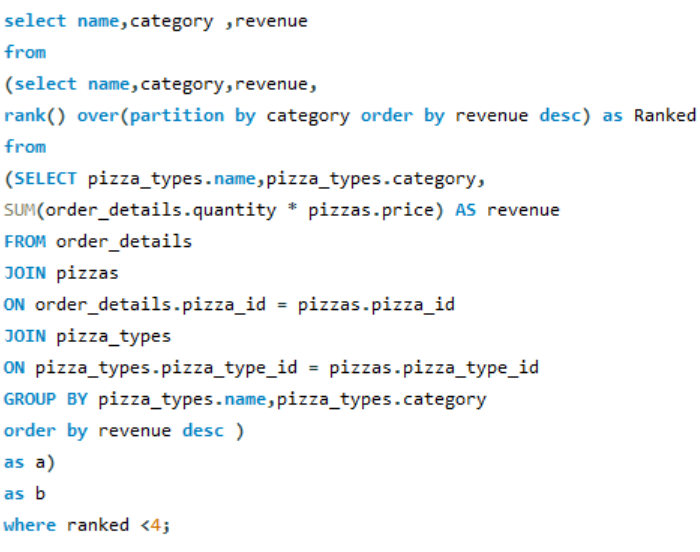 select name,category ,revenue
from
(select name,category,revenue,
rank() over(partition by category order by revenue desc) as Ranked
from
(SELECT pizza_types.name,pizza_types.category,
SUM(order_details.quantity * pizzas.price) AS revenue
FROM order_details
JOIN pizzas
ON order_details.pizza_id = pizzas.pizza_id
JOIN pizza_types
ON pizza_types.pizza_type_id = pizzas.pizza_type_id
GROUP BY pizza_types.name,pizza_types.category
order by revenue desc )
as a)
as b
where ranked <4;